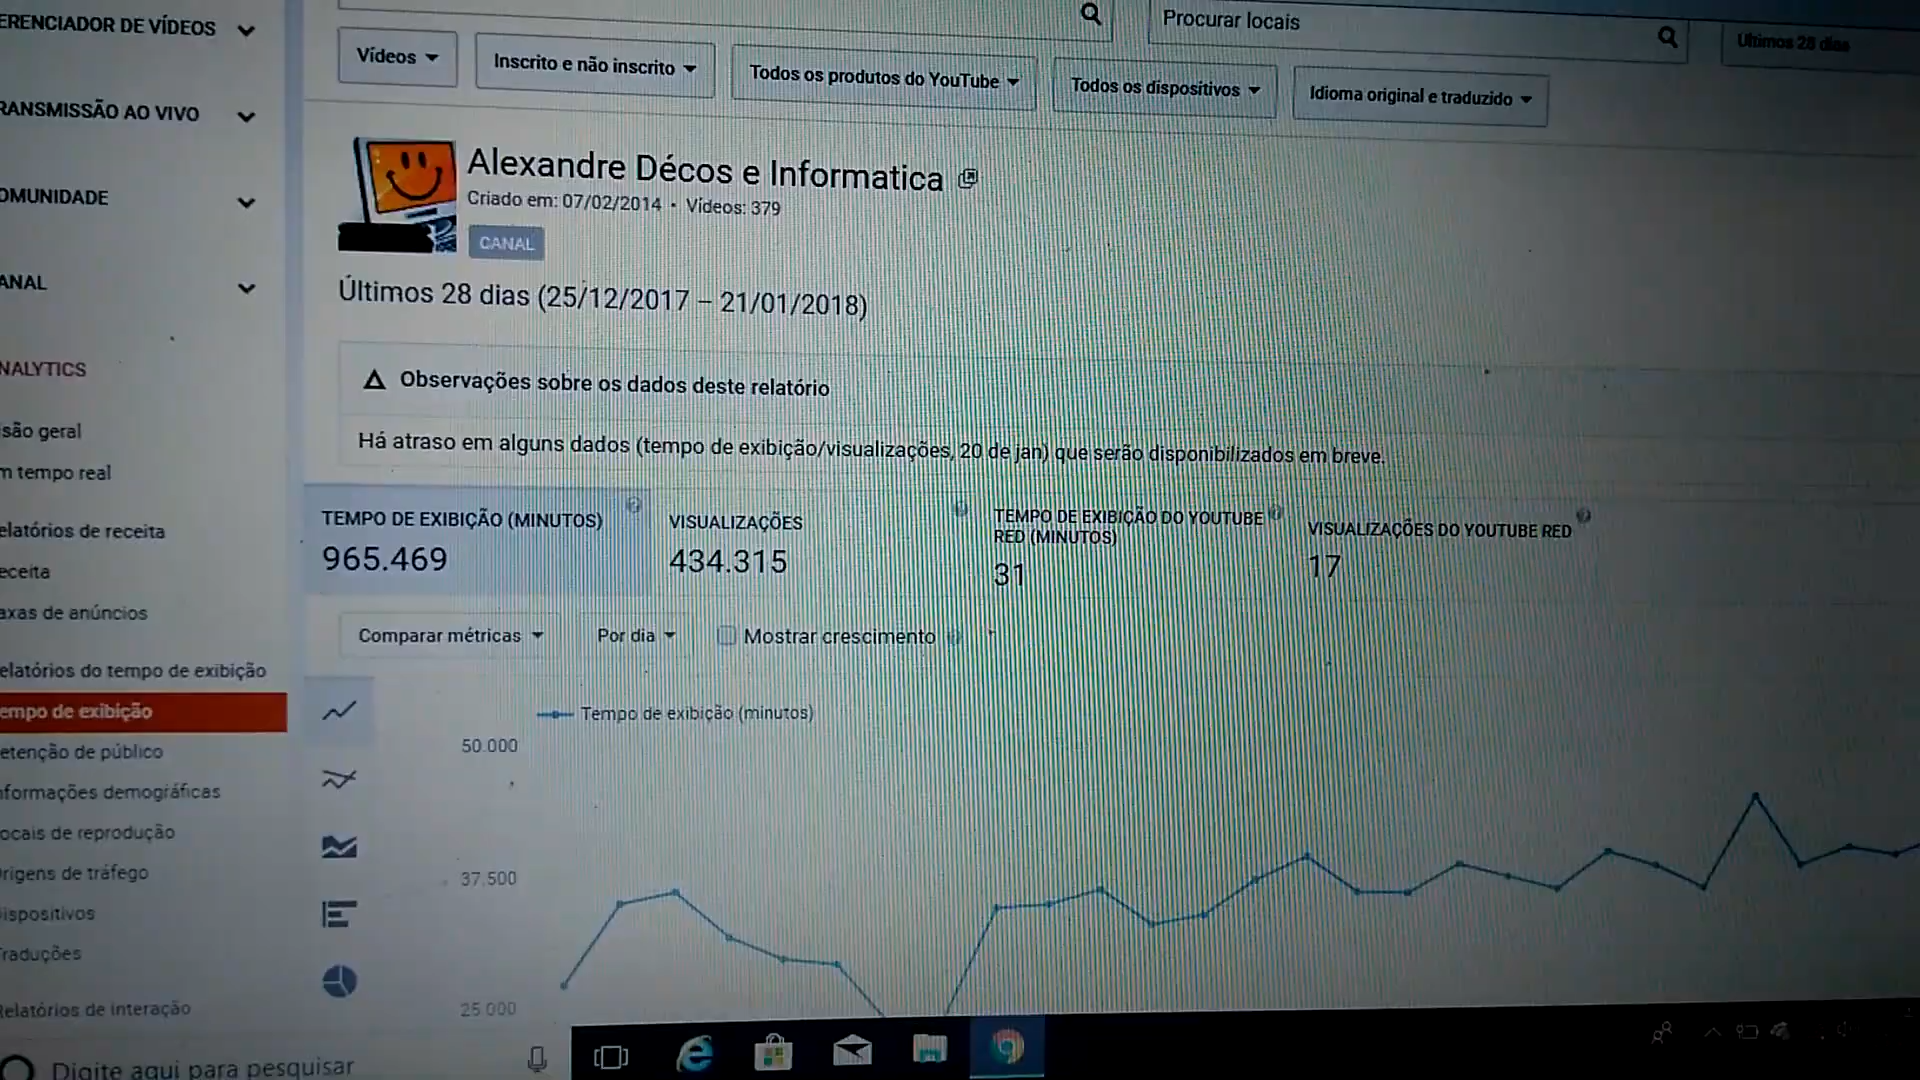 ERENCIADOR DE VÍDEOS
RANSMISSÃO AO VIVO
OMUNIDADE
ANAL
NALYTICS
são geral
m tempo real
elatórios de receita
eceita
axas de anúncios
elatórios do tempo de exibição
empo de exibição
etenção de público
nformações demográficas
ocais de reprodução
rigens de tráfego
ispositivos
raduções
Relatórios de interação
Digite aqui para pesquisar
Procurar locais
Últimos 28 dias
Vídeos
Inscrito e não inscrito
Todos os produtos do YouTube
Todos os dispositivos
Idioma original e traduzido
Alexandre Décos e Informatica
Criado em: 07/02/2014 • Vídeos: 379
CANAL
Últimos 28 dias (25/12/2017 – 21/01/2018)
Observações sobre os dados deste relatório
Há atraso em alguns dados (tempo de exibição/visualizações, 20 de jan) que serão disponibilizados em breve.
TEMPO DE EXIBIÇÃO (MINUTOS)
965.469
VISUALIZAÇÕES
434.315
TEMPO DE EXIBIÇÃO DO YOUTUBE
RED (MINUTOS)
31
VISUALIZAÇÕES DO YOUTUBE RED
17
Comparar métricas
Por dia
Mostrar crescimento
Tempo de exibição (minutos)
50.000
37.500
25.000